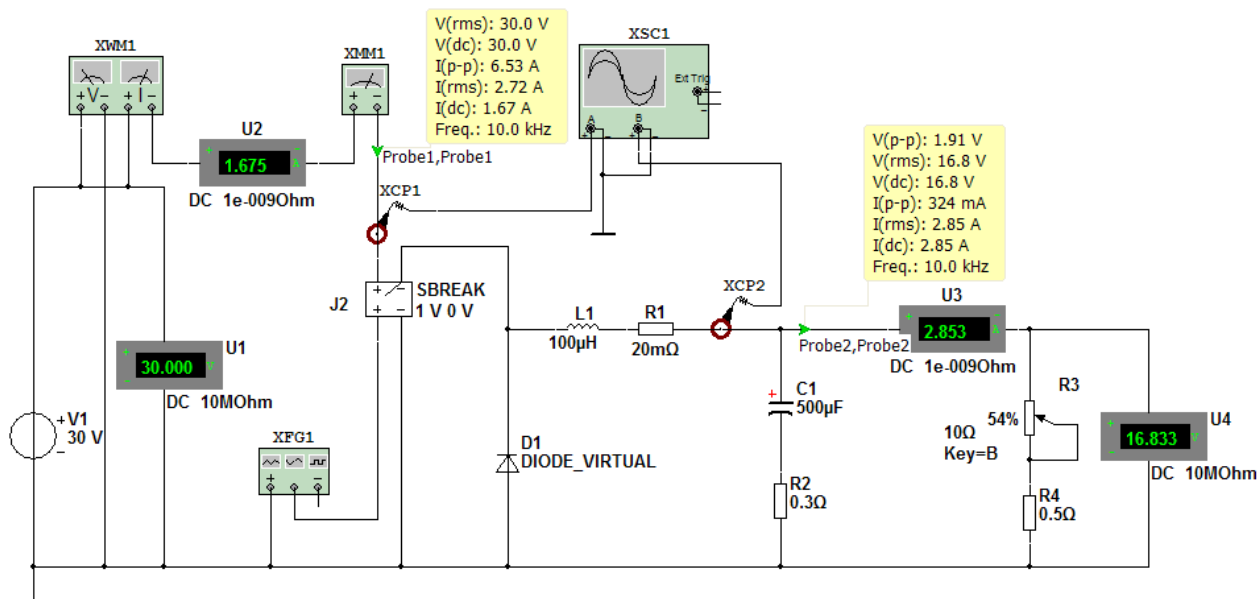 XWM1
V
I
XMM1
U2
1.675
A
DC 1e-009Ohm
V(rms): 30.0 V
V(dc): 30.0 V
I(p-p): 6.53 A
I(rms): 2.72 A
I(dc): 1.67 A
Freq.: 10.0 kHz
Probe1,Probe1
XSC1
Ext Trig
A
B
XCP1
V(p-p): 1.91 V
V(rms): 16.8 V
V(dc): 16.8 V
I(p-p): 324 mA
I(rms): 2.85 A
I(dc): 2.85 A
Freq.: 10.0 kHz
J2
SBREAK
1 V 0 V
L1
100µH
R1
20mΩ
XCP2
Probe2,Probe2
U3
2.853
A
DC 1e-009Ohm
U1
30.000
V
DC 10MOhm
V1
30 V
XFG1
D1
DIODE_VIRTUAL
C1
500µF
R2
0.3Ω
R3
54%
10Ω
Key=B
R4
0.5Ω
U4
16.833
V
DC 10MOhm